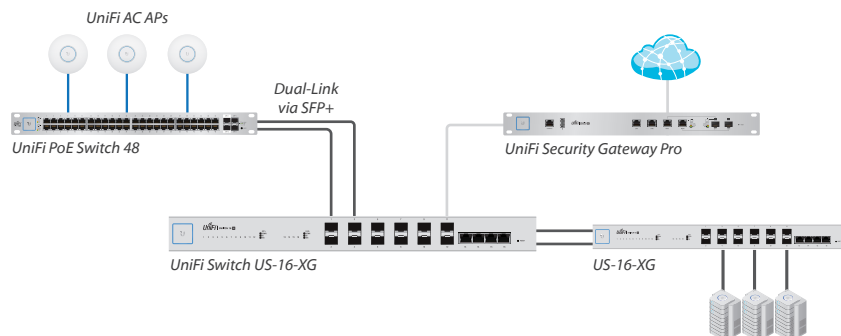 UniFi AC APs
Dual-Link
via SFP+
UniFi PoE Switch 48
UniFi Security Gateway Pro
UniFi
UniFi Switch US-16-XG
US-16-XG